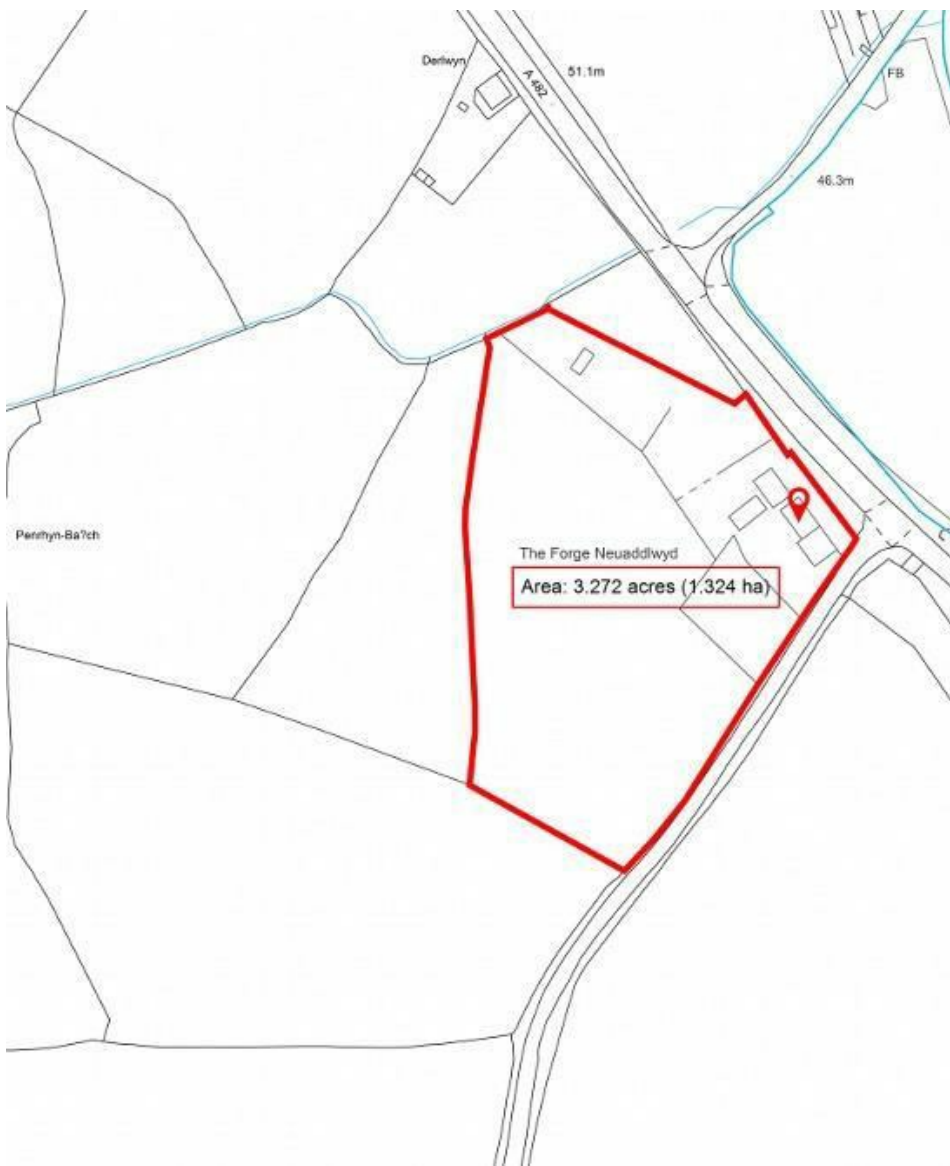 Derlwyn
A 482
51.1m
FB
46.3m
Penrhyn-Ba?ch
The Forge Neuaddlwyd
Area: 3.272 acres (1.324 ha)